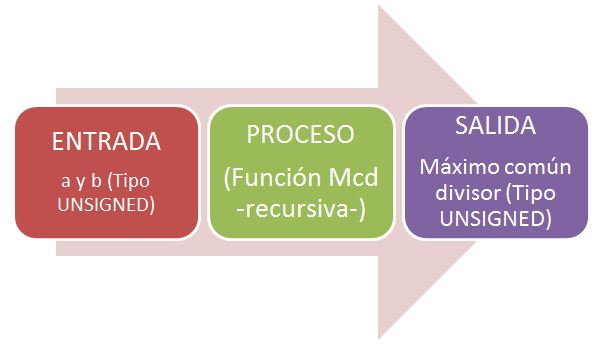 ENTRADA
a y b (Tipo
UNSIGNED)
PROCESO
(Función Mcd
-recursiva-)
SALIDA
Máximo común
divisor (Tipo
UNSIGNED)